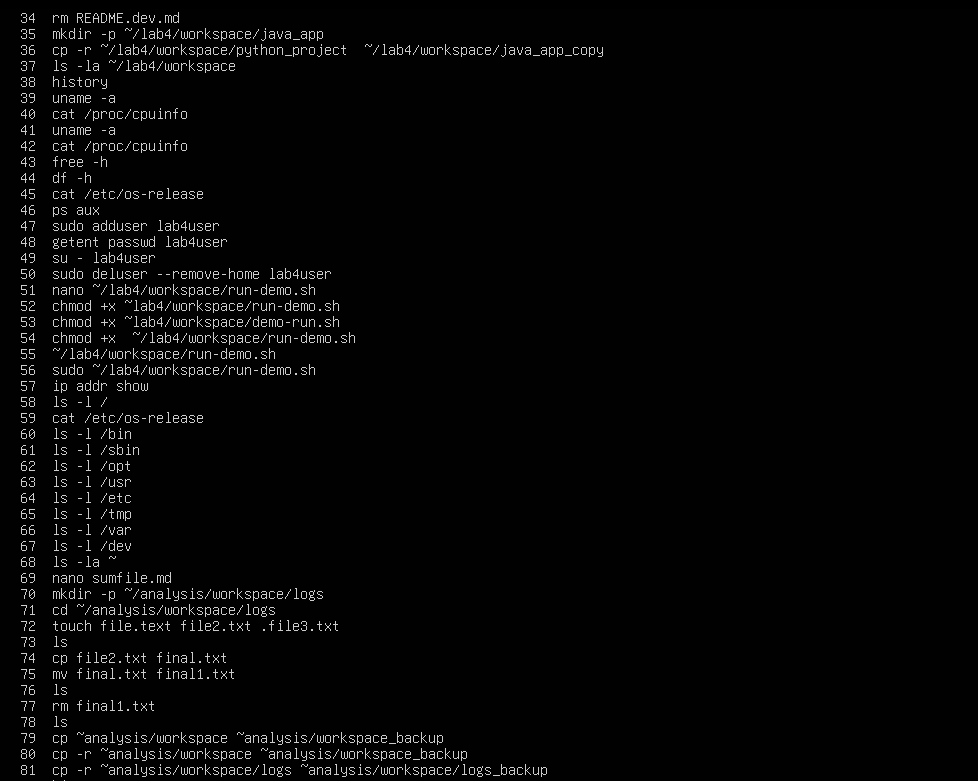 34  rm README.dev.md
35  mkdir -p ~/lab4/workspace/java_app
36  cp -r ~/lab4/workspace/python_project  ~/lab4/workspace/java_app_copy
37  ls -la ~/lab4/workspace
38  history
39  uname -a
40  cat /proc/cpuinfo
41  uname -a
42  cat /proc/cpuinfo
43  free -h
44  df -h
45  cat /etc/os-release
46  ps aux
47  sudo adduser lab4user
48  getent passwd lab4user
49  su - lab4user
50  sudo deluser --remove-home lab4user
51  nano ~/lab4/workspace/run-demo.sh
52  chmod +x ~lab4/workspace/run-demo.sh
53  chmod +x ~lab4/workspace/demo-run.sh
54  chmod +x  ~/lab4/workspace/run-demo.sh
55  ~/lab4/workspace/run-demo.sh
56  sudo ~/lab4/workspace/run-demo.sh
57  ip addr show
58  ls -l /
59  cat /etc/os-release
60  ls -l /bin
61  ls -l /sbin
62  ls -l /opt
63  ls -l /usr
64  ls -l /etc
65  ls -l /tmp
66  ls -l /var
67  ls -l /dev
68  ls -la ~
69  nano sumfile.md
70  mkdir -p ~/analysis/workspace/logs
71  cd ~/analysis/workspace/logs
72  touch file.text file2.txt .file3.txt
73  ls
74  cp file2.txt final.txt
75  mv final.txt final1.txt
76  ls
77  rm final1.txt
78  ls
79  cp ~analysis/workspace ~analysis/workspace_backup
80  cp -r ~analysis/workspace ~analysis/workspace_backup
81  cp -r ~analysis/workspace/logs ~analysis/workspace/logs_backup